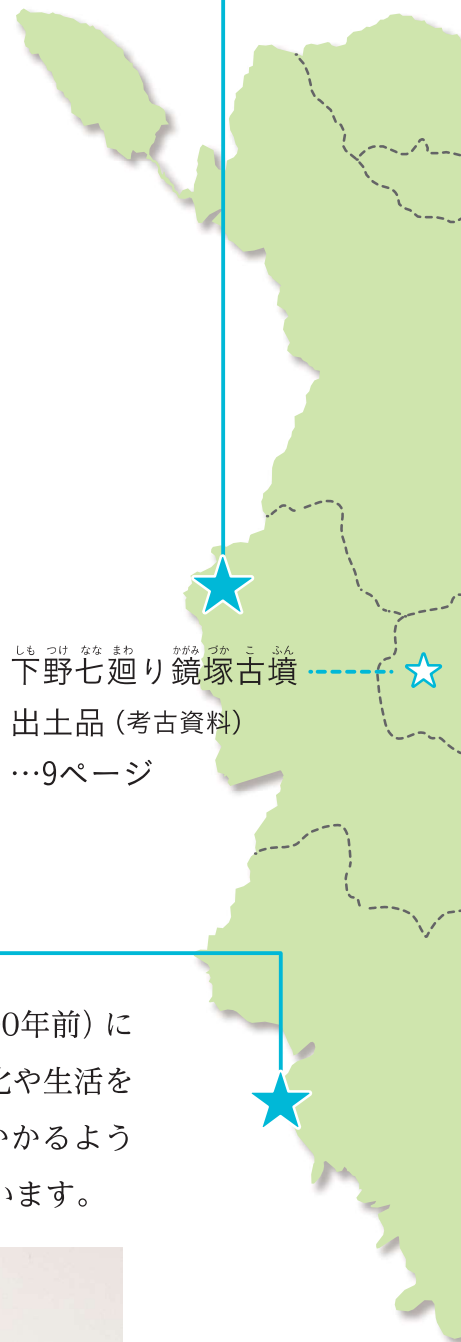 下野七廻り鏡塚古墳
しもつけななまわ かがみづかこふん
出土品（考古資料）
…9ページ
0年前）に
化や生活を
かるよう
います。